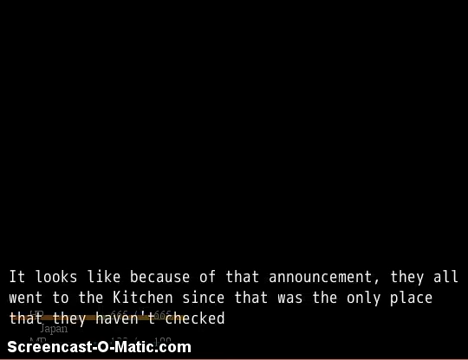 It looks like because of that announcement, they all
went to the Kitchen since that was the only place
that they haven't checked
Japan
Screencast-O-Matic.com